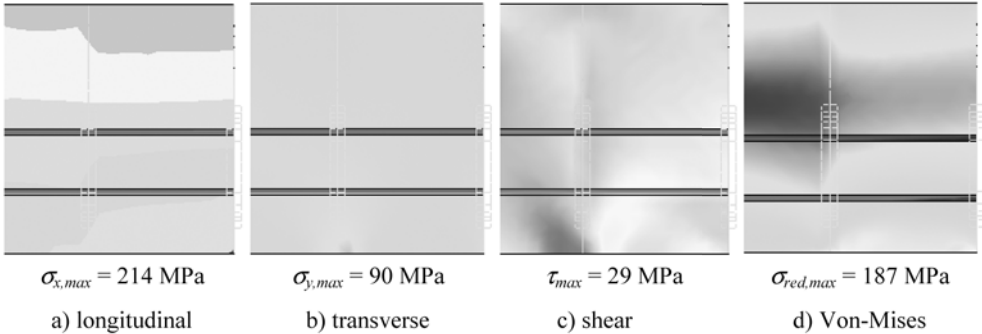 σx,max = 214 MPa
σy,max = 90 MPa
τmax = 29 MPa
σred,max = 187 MPa
a) longitudinal
b) transverse
c) shear
d) Von-Mises